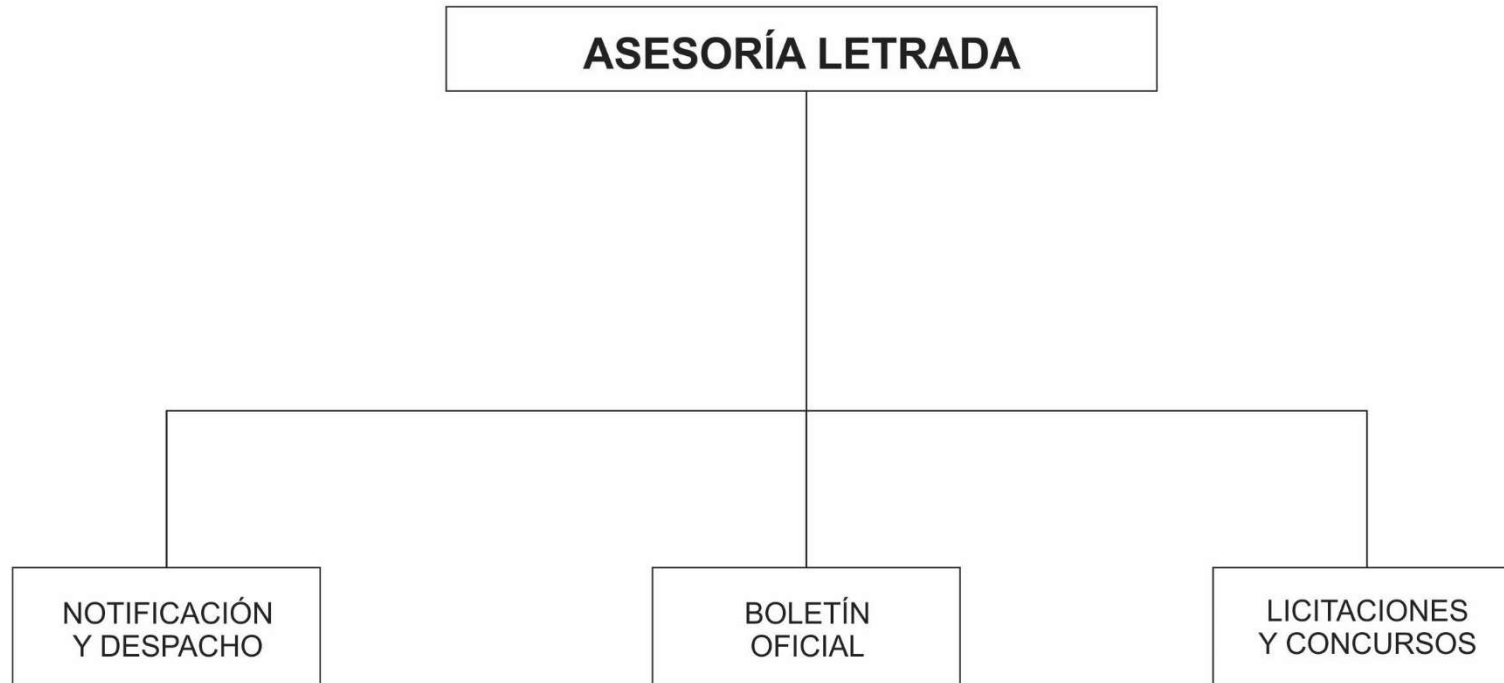 ASESORÍA LETRADA
NOTIFICACIÓN
Y DESPACHO
BOLETÍN
OFICIAL
LICITACIONES
Y CONCURSOS